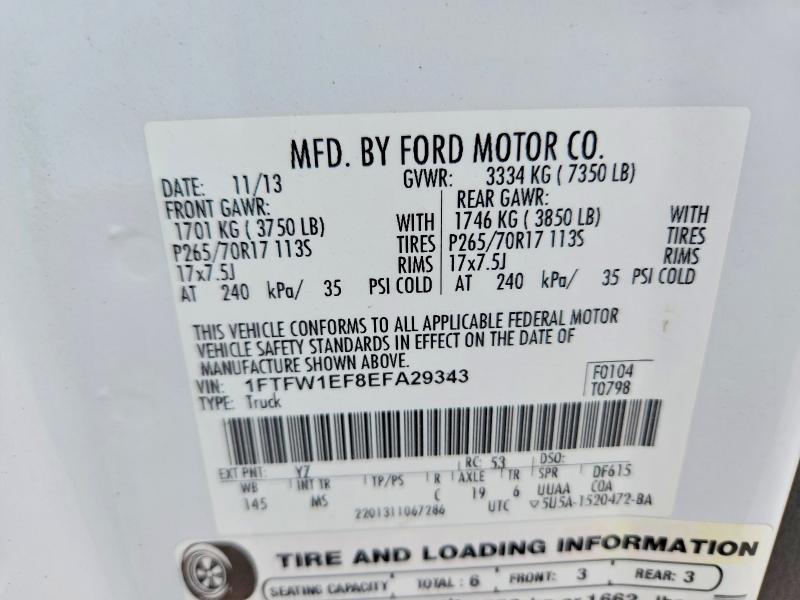 MFD. BY FORD MOTOR CO.
DATE: 11/13 GVWR: 3334 KG ( 7350 LB)
FRONT GAWR: REAR GAWR:
1701 KG ( 3750 LB) WITH 1746 KG ( 3850 LB) WITH
P265/70R17 113S TIRES P265/70R17 113S TIRES
17x7.5J RIMS 17x7.5J RIMS
AT 240 kPa/ 35 PSI COLD AT 240 kPa/ 35 PSI COLD
THIS VEHICLE CONFORMS TO ALL APPLICABLE FEDERAL MOTOR
VEHICLE SAFETY STANDARDS IN EFFECT ON THE DATE OF
MANUFACTURE SHOWN ABOVE.
VIN: 1FTFW1EF8EFA29343 F0104
TYPE: Truck T0798
EXT PNT: YZ RC: 53 DSO:
WB INT TR TP/PS R AXLE TR SPR DF615
145 MS C 19 6 UUAA COA
2201311067286 UTC ▽5U5A-1520472-BA
TIRE AND LOADING INFORMATION
SEATING CAPACITY TOTAL : 6 FRONT: 3 REAR: 3